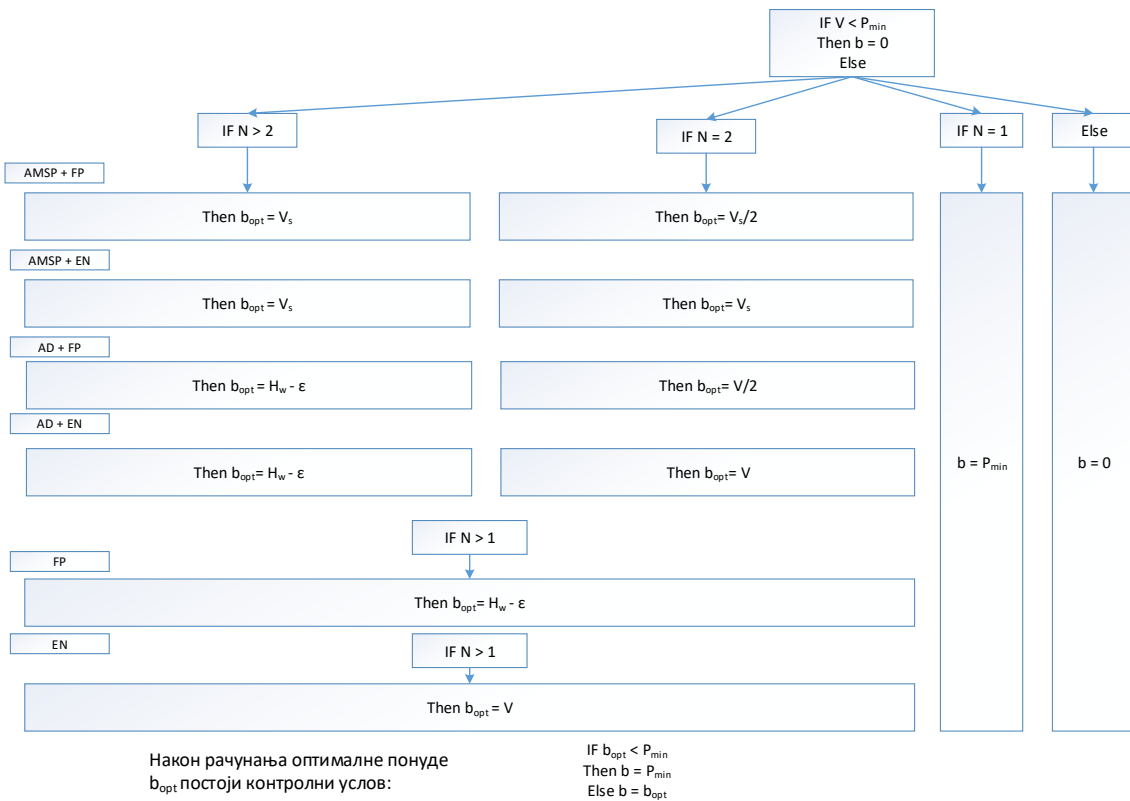 IF V < Pmin
Then b = 0
Else
IF N > 2
IF N = 2
IF N = 1
Else
AMSP + FP
Then bopt = Vs
Then bopt= Vs/2
AMSP + EN
Then bopt = Vs
Then bopt= Vs
AD + FP
Then bopt = Hw - ε
Then bopt= V/2
AD + EN
Then bopt= Hw - ε
Then bopt= V
b = Pmin
b = 0
IF N > 1
FP
Then bopt= Hw - ε
EN
IF N > 1
Then bopt = V
Након рачунања оптималне понуде
bopt постоји контролни услов:
IF bopt < Pmin
Then b = Pmin
Else b = bopt